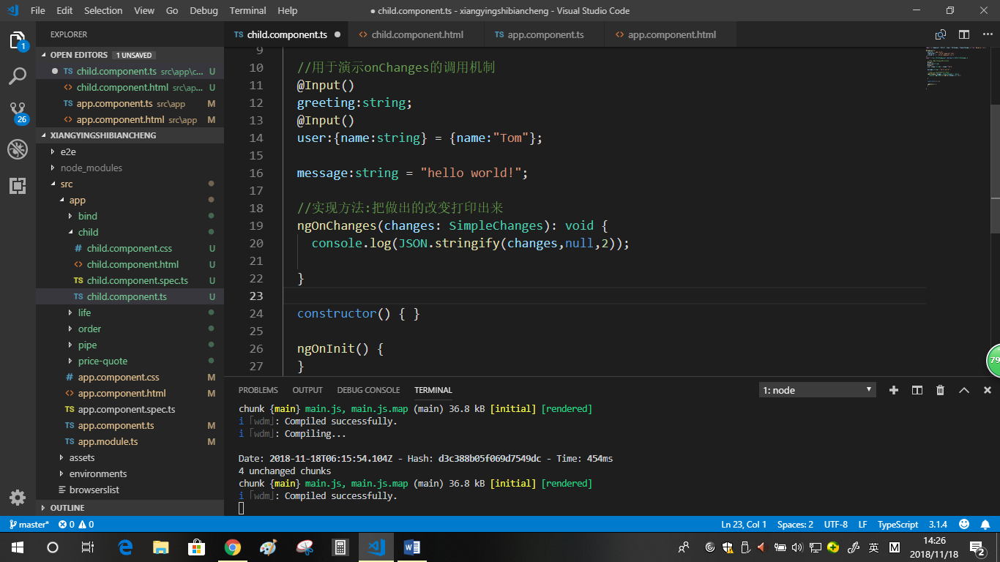 File Edit Selection View Go Debug Terminal Help
● child.component.ts - xiangyingshibiancheng - Visual Studio Code
EXPLORER
OPEN EDITORS 1 UNSAVED
TS child.component.ts src\app\c... U
<> child.component.html src\ap... U
TS app.component.ts src\app M
<> app.component.html src\app M
XIANGYINGSHIBIANCHENG
e2e
node_modules
src
app
bind
child
# child.component.css U
<> child.component.html U
TS child.component.spec.ts U
TS child.component.ts U
life
order
pipe
price-quote
# app.component.css M
<> app.component.html M
TS app.component.spec.ts
TS app.component.ts M
TS app.module.ts M
assets
environments
browserslist
OUTLINE
1
26
TS child.component.ts ●
<> child.component.html
TS app.component.ts
<> app.component.html
9
10 //用于演示onChanges的调用机制
11 @Input()
12 greeting:string;
13 @Input()
14 user:{name:string} = {name:"Tom"};
15
16 message:string = "hello world!";
17
18 //实现方法:把做出的改变打印出来
19 ngOnChanges(changes: SimpleChanges): void {
20 console.log(JSON.stringify(changes,null,2));
21
22 }
23
24 constructor() { }
25
26 ngOnInit() {
27 }
79
PROBLEMS OUTPUT DEBUG CONSOLE TERMINAL 1: node
chunk {main} main.js, main.js.map (main) 36.8 kB [initial] [rendered]
i ｢wdm｣: Compiled successfully.
i ｢wdm｣: Compiling...
Date: 2018-11-18T06:15:54.104Z - Hash: d3c388b05f069d7549dc - Time: 454ms
4 unchanged chunks
chunk {main} main.js, main.js.map (main) 36.8 kB [initial] [rendered]
i ｢wdm｣: Compiled successfully.
master* 0 0 Ln 23, Col 1 Spaces: 2 UTF-8 LF TypeScript 3.1.4
英 M 14:26
2018/11/18
2